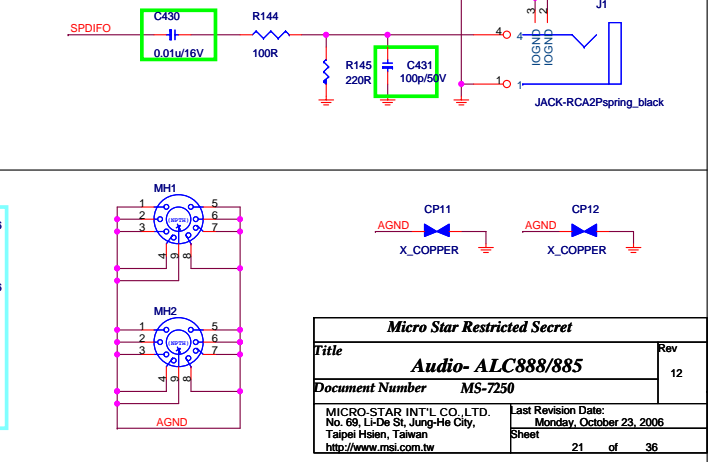 C430
R144
J1
SPDIFO
0.01u/16V
100R
R145
220R
C431
100p/50V
3
2
IOGND
IOGND
4
4
1
1
JACK-RCA2Pspring_black
MH1
1
2
3
5
6
7
(NPTH)
4
9
8
MH2
1
2
3
5
6
7
(NPTH)
4
9
8
AGND
CP11
AGND
X_COPPER
CP12
AGND
X_COPPER
Micro Star Restricted Secret
Title
Rev
Audio- ALC888/885
12
Document Number MS-7250
MICRO-STAR INT'L CO.,LTD.
No. 69, Li-De St, Jung-He City,
Taipei Hsien, Taiwan
http://www.msi.com.tw
Last Revision Date:
Monday, October 23, 2006
Sheet
21 of 36